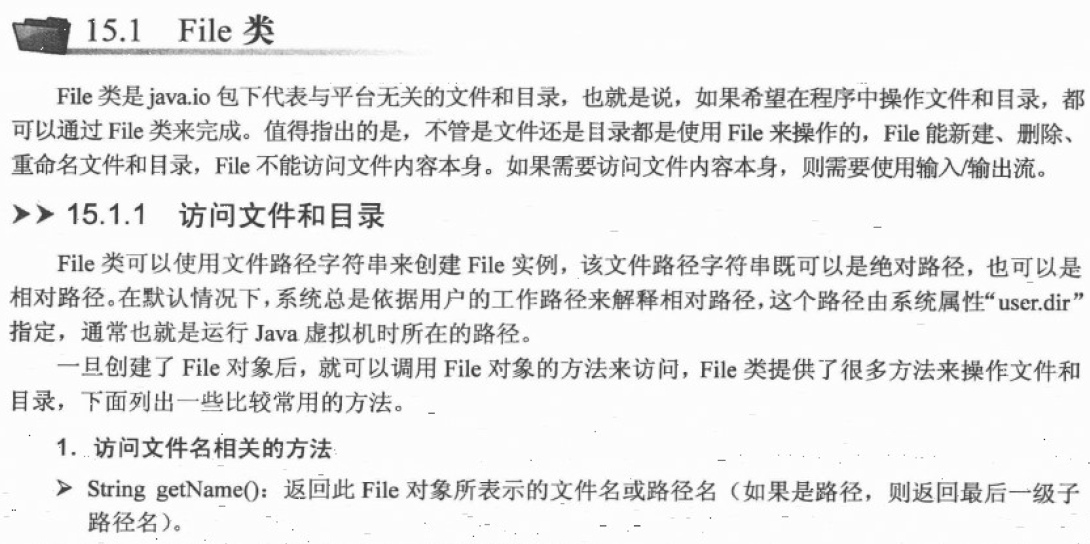 15.1 File 类
File 类是 java.io 包下代表与平台无关的文件和目录，也就是说，如果希望在程序中操作文件和目录，都
可以通过 File 类来完成。值得指出的是，不管是文件还是目录都是使用 File 来操作的，File 能新建、删除、
重命名文件和目录，File 不能访问文件内容本身。如果需要访问文件内容本身，则需要使用输入/输出流。
➤➤ 15.1.1 访问文件和目录
File 类可以使用文件路径字符串来创建 File 实例，该文件路径字符串既可以是绝对路径，也可以是
相对路径。在默认情况下，系统总是依据用户的工作路径来解释相对路径，这个路径由系统属性“user.dir”
指定，通常也就是运行 Java 虚拟机时所在的路径。
一旦创建了 File 对象后，就可以调用 File 对象的方法来访问，File 类提供了很多方法来操作文件和
目录，下面列出一些比较常用的方法。
1. 访问文件名相关的方法
➤ String getName()：返回此 File 对象所表示的文件名或路径名（如果是路径，则返回最后一级子
路径名）。